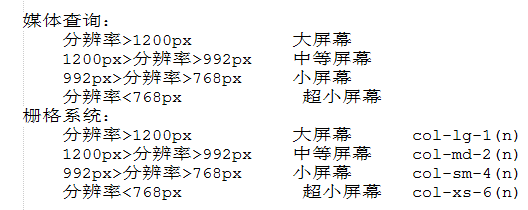 媒体查询:
分辨率>1200px 大屏幕
1200px>分辨率>992px 中等屏幕
992px>分辨率>768px 小屏幕
分辨率<768px 超小屏幕
栅格系统:
分辨率>1200px 大屏幕 col-lg-1(n)
1200px>分辨率>992px 中等屏幕 col-md-2(n)
992px>分辨率>768px 小屏幕 col-sm-4(n)
分辨率<768px 超小屏幕 col-xs-6(n)